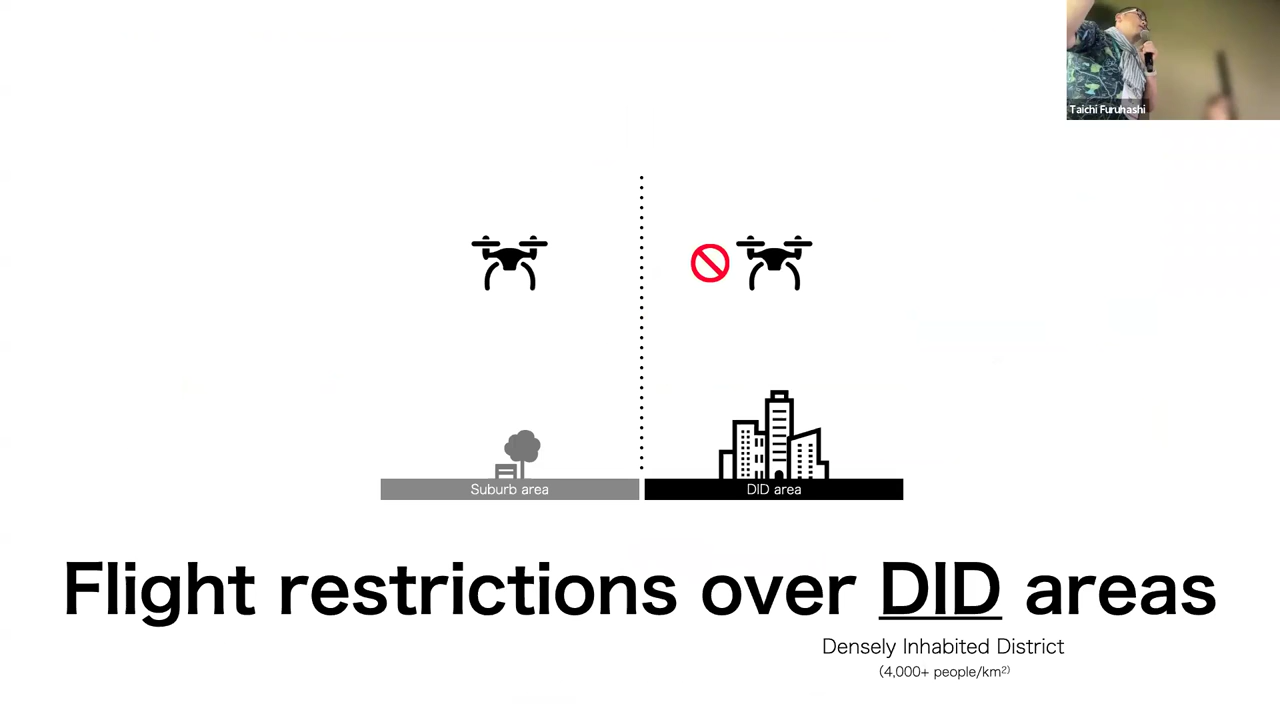 Taichi Furuhashi
Suburb area
DID area
Flight restrictions over DID areas
Densely Inhabited District
(4,000+ people/km²)